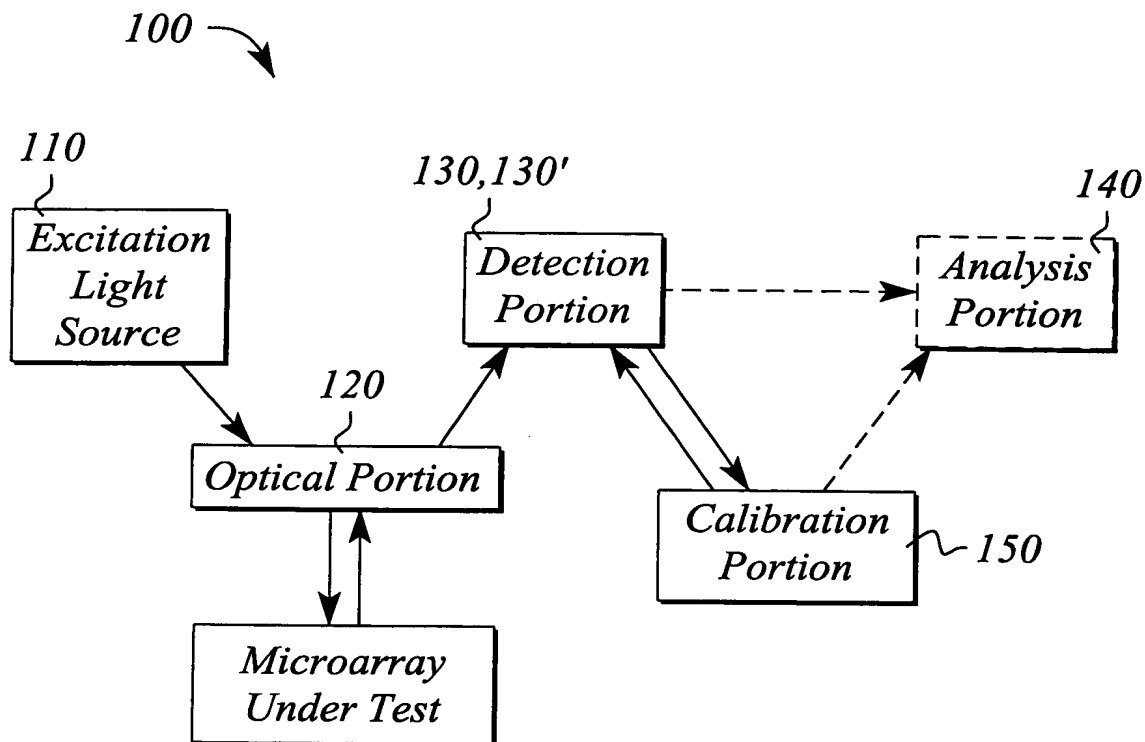 100
110
Excitation
Light
Source
130,130'
Detection
Portion
140
Analysis
Portion
120
Optical Portion
Calibration
Portion
150
Microarray
Under Test